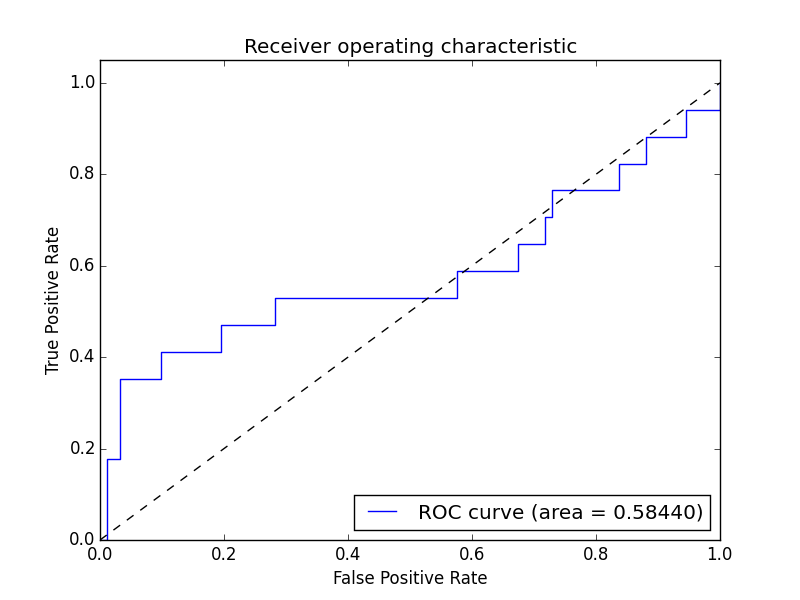 Receiver operating characteristic
True Positive Rate
1.0
0.8
0.6
0.4
0.2
0.0
ROC curve (area = 0.58440)
0.0 0.2 0.4 0.6 0.8 1.0
False Positive Rate